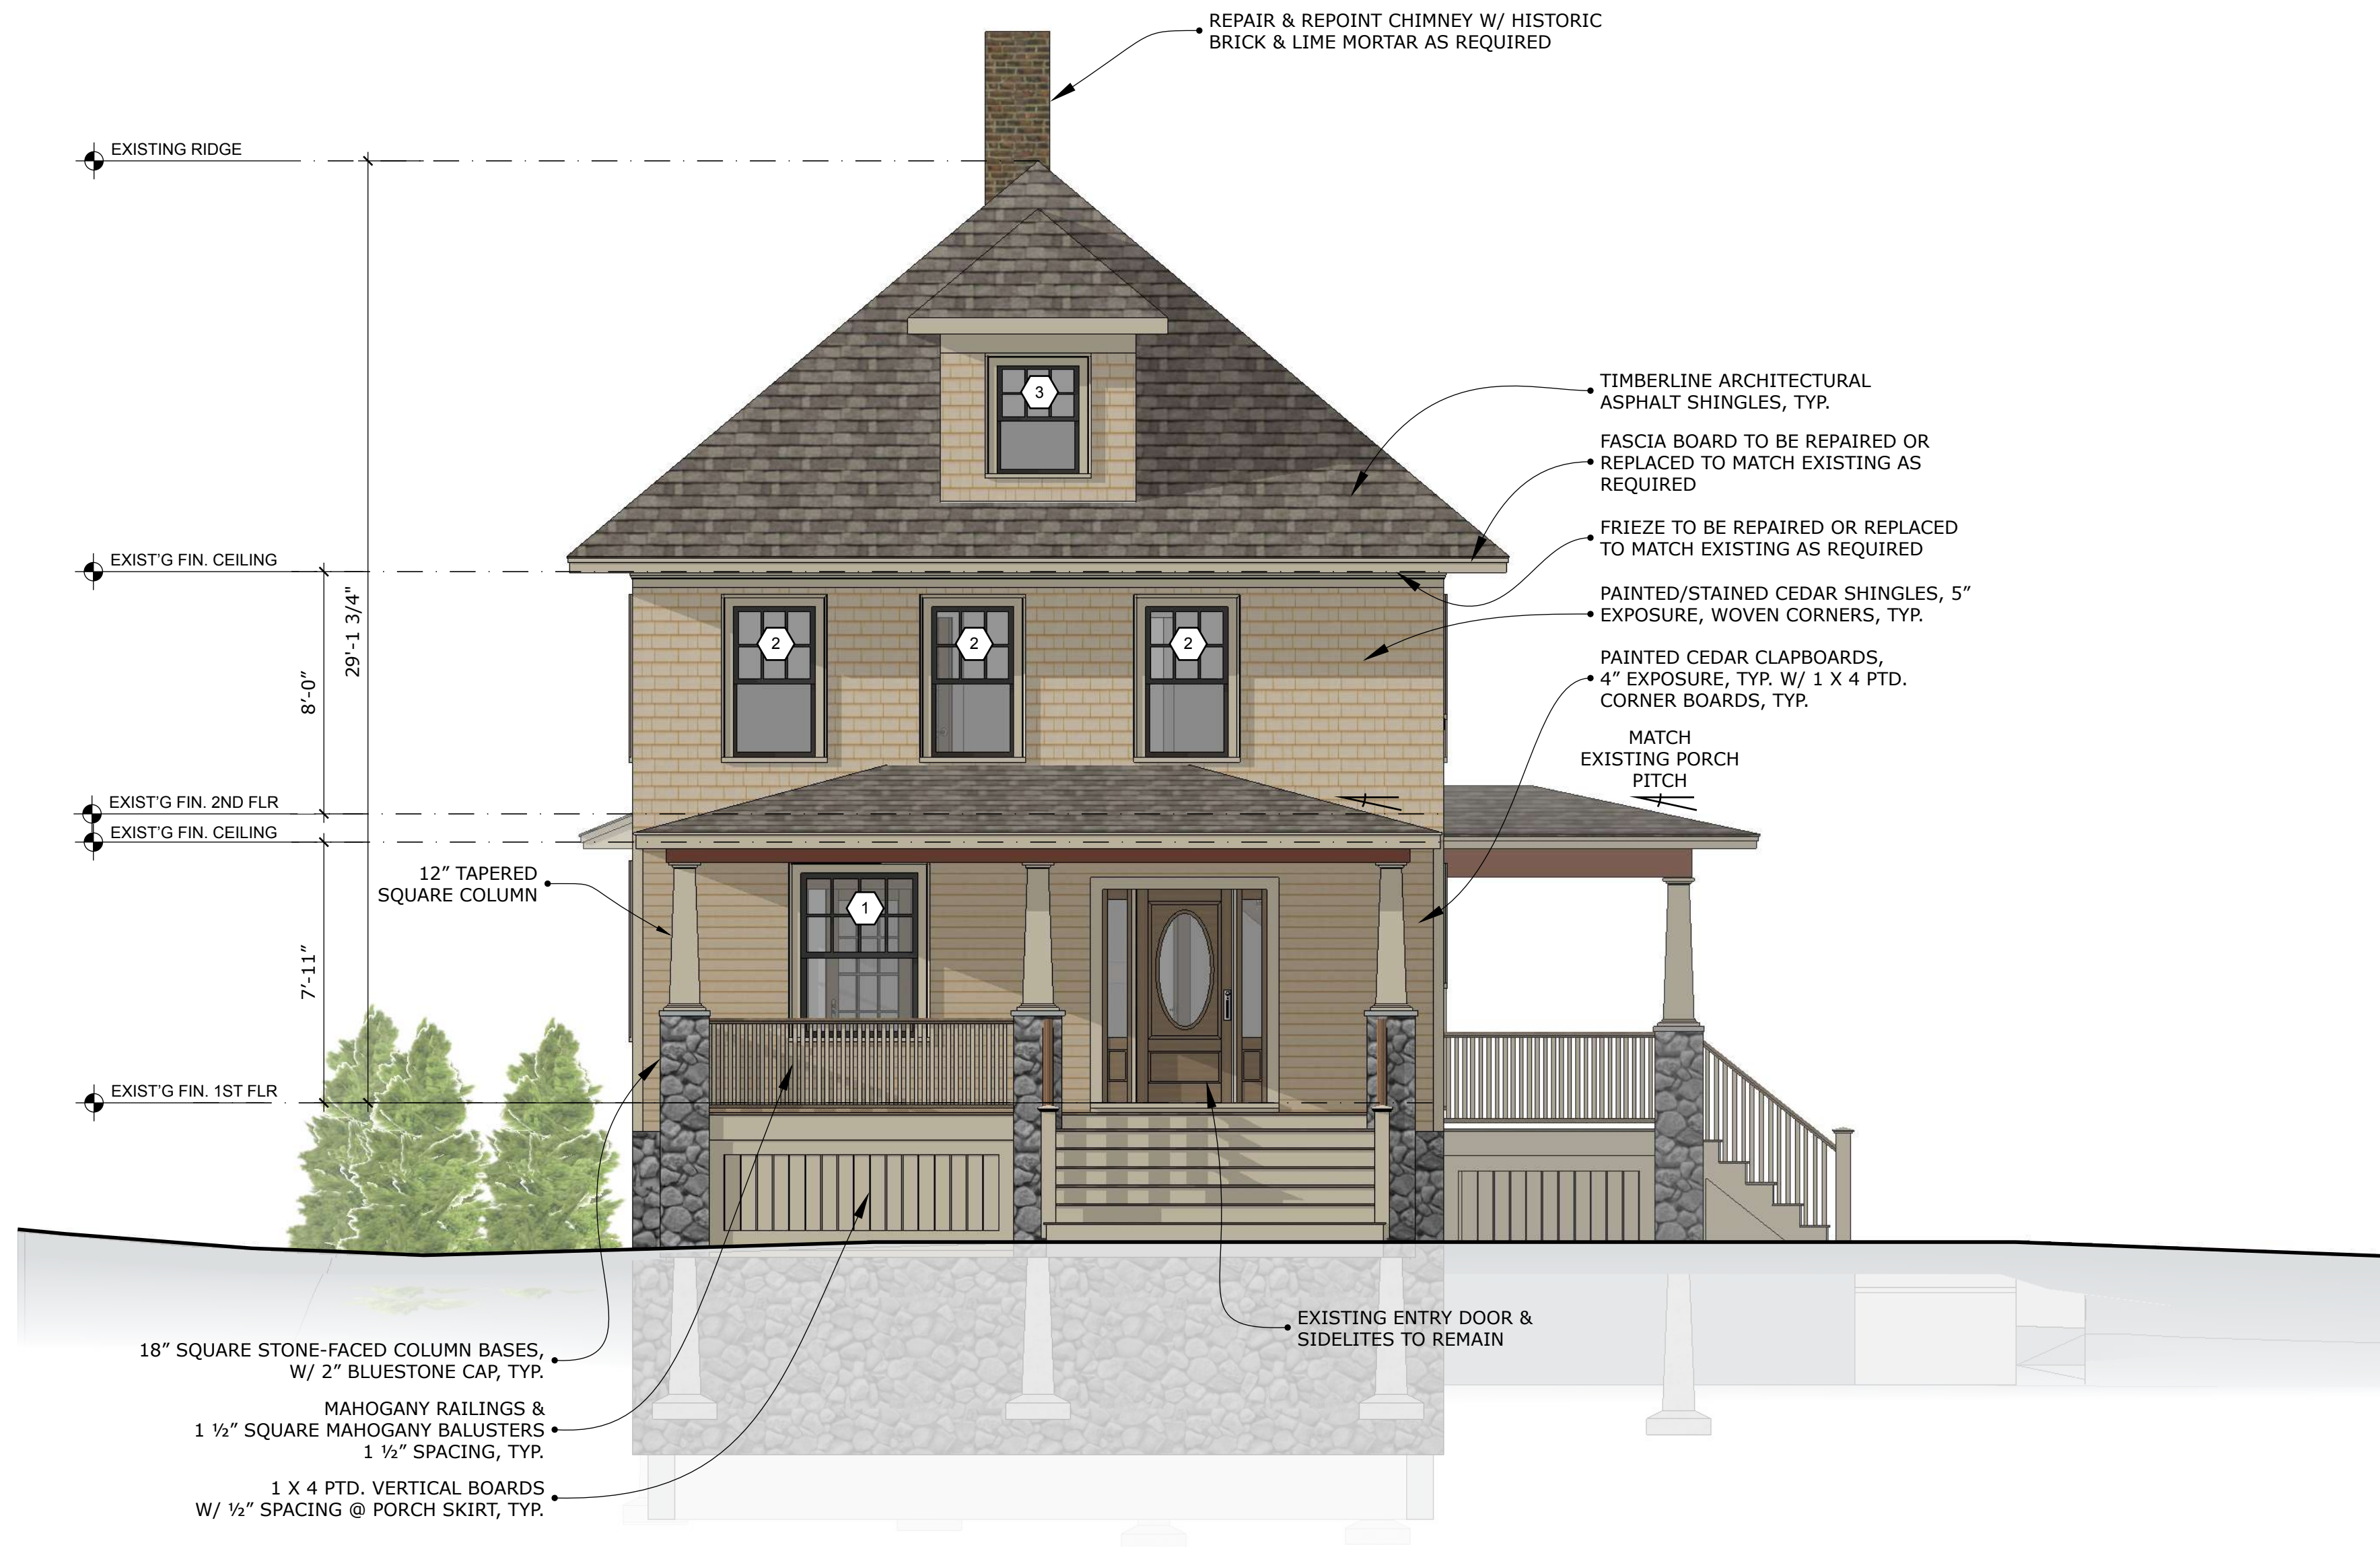 REPAIR & REPOINT CHIMNEY W/ HISTORIC
BRICK & LIME MORTAR AS REQUIRED
EXISTING RIDGE
3
TIMBERLINE ARCHITECTURAL
ASPHALT SHINGLES, TYP.
FASCIA BOARD TO BE REPAIRED OR
REPLACED TO MATCH EXISTING AS
REQUIRED
FRIEZE TO BE REPAIRED OR REPLACED
TO MATCH EXISTING AS REQUIRED
EXIST'G FIN. CEILING
PAINTED/STAINED CEDAR SHINGLES, 5″
EXPOSURE, WOVEN CORNERS, TYP.
29'-1 3/4"
8′-0″
2
2
2
PAINTED CEDAR CLAPBOARDS,
4″ EXPOSURE, TYP. W/ 1 X 4 PTD.
CORNER BOARDS, TYP.
MATCH
EXISTING PORCH
PITCH
EXIST'G FIN. 2ND FLR
EXIST'G FIN. CEILING
12″ TAPERED
SQUARE COLUMN
1
7′-11″
EXIST'G FIN. 1ST FLR
EXISTING ENTRY DOOR &
SIDELITES TO REMAIN
18″ SQUARE STONE-FACED COLUMN BASES,
W/ 2″ BLUESTONE CAP, TYP.
MAHOGANY RAILINGS &
1 ½″ SQUARE MAHOGANY BALUSTERS
1 ½″ SPACING, TYP.
1 X 4 PTD. VERTICAL BOARDS
W/ ½″ SPACING @ PORCH SKIRT, TYP.